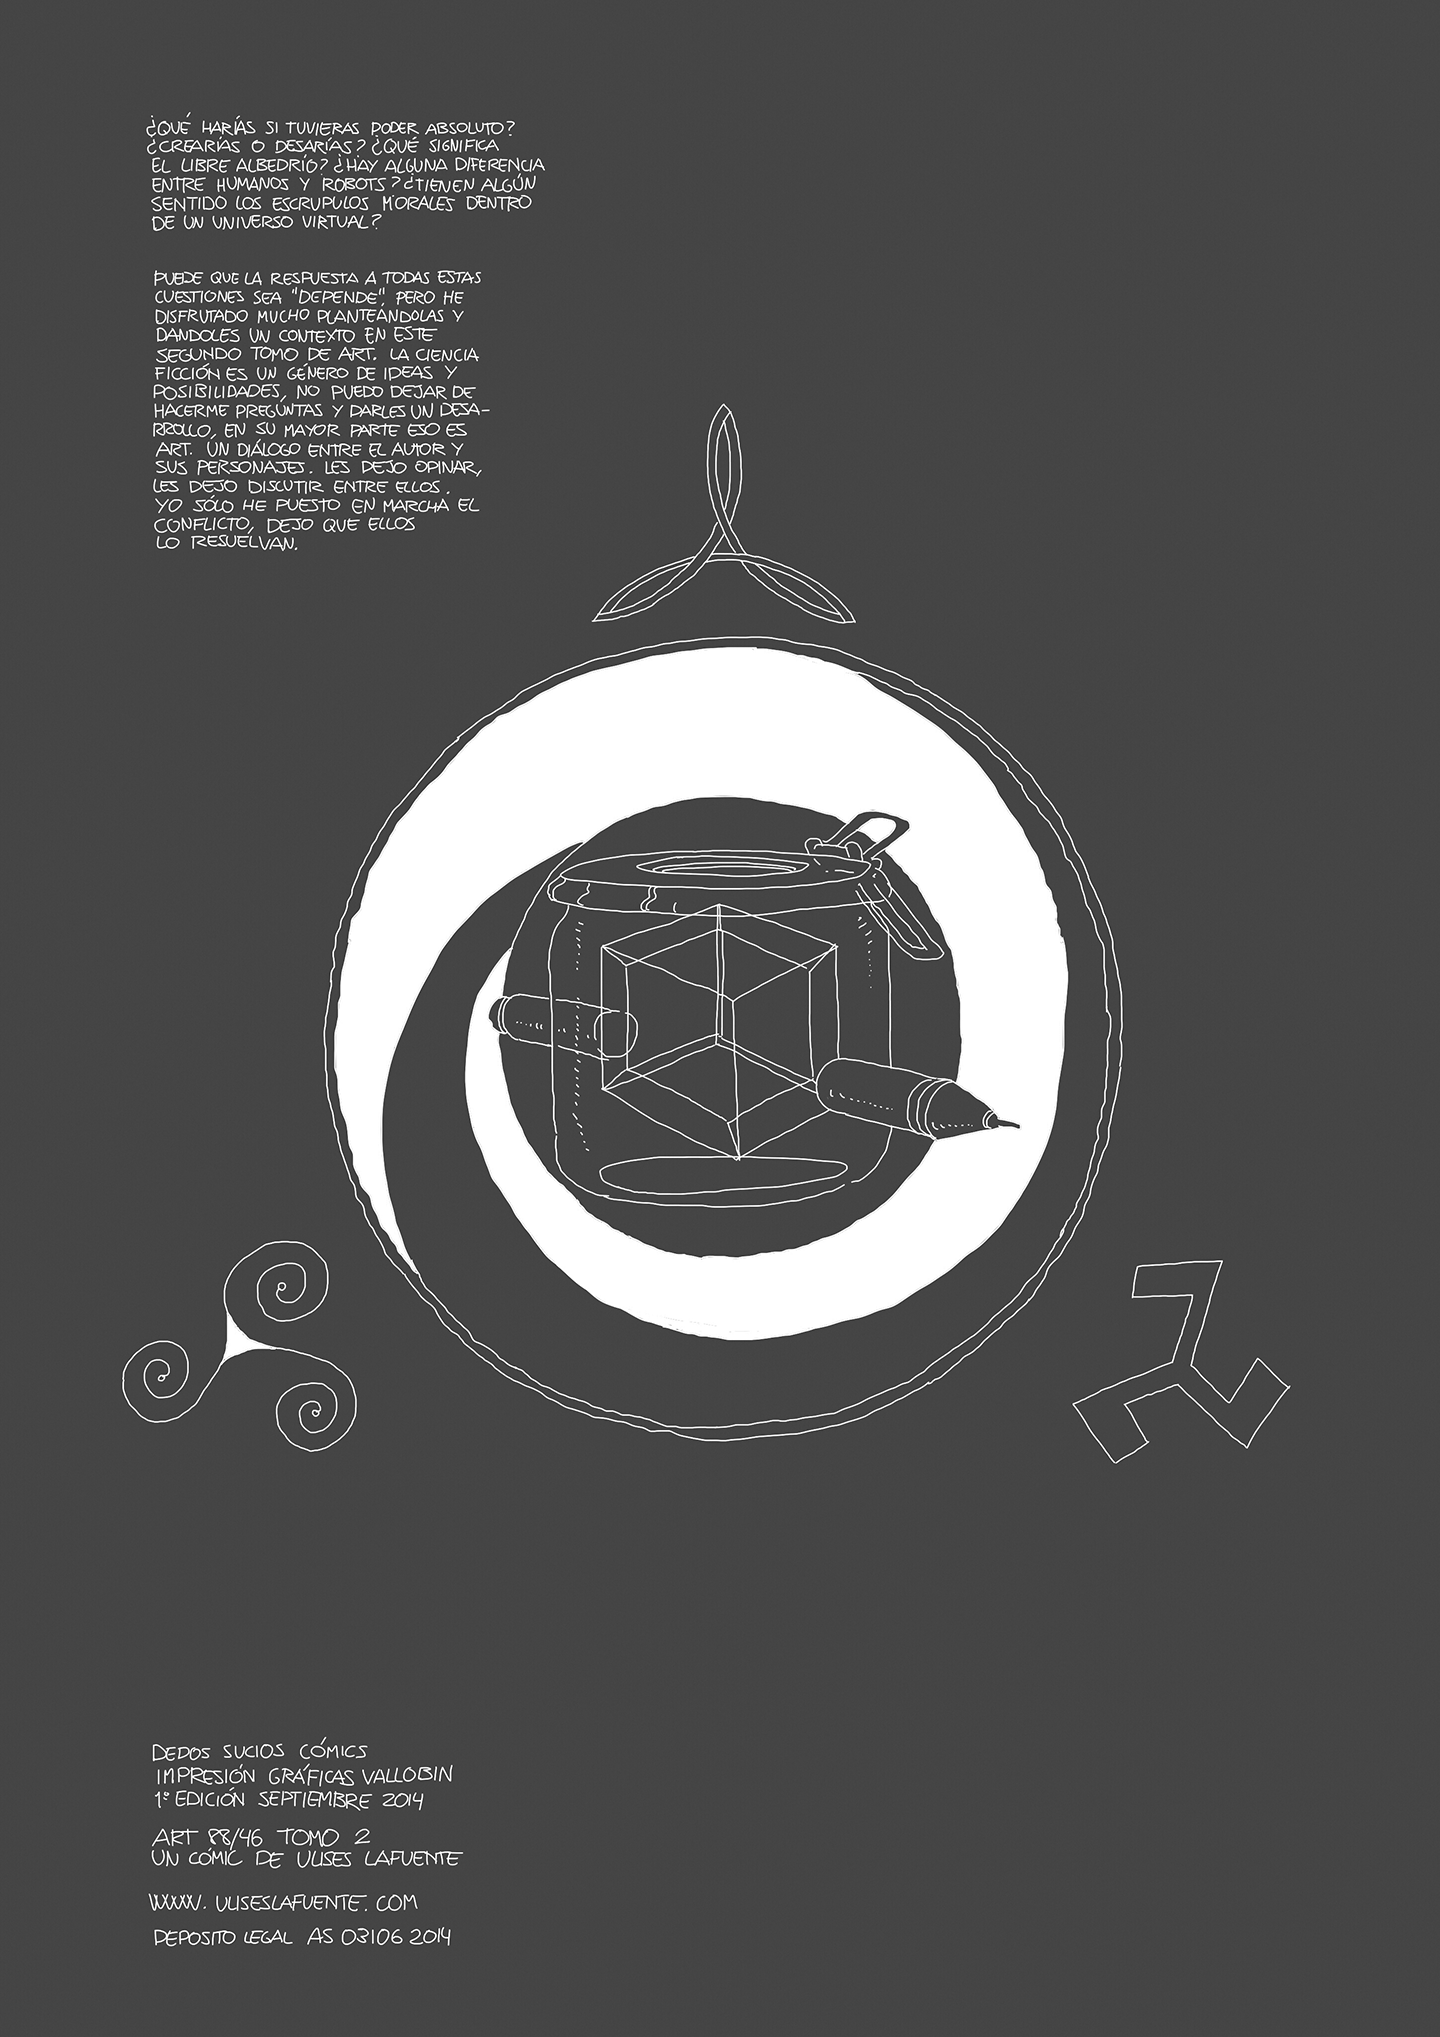 ¿QUÉ HARÍAS SI TUVIERAS PODER ABSOLUTO?
¿CREARÍAS O DESARÍAS? ¿QUÉ SIGNIFICA
EL LIBRE ALBEDRÍO? ¿HAY ALGUNA DIFERENCIA
ENTRE HUMANOS Y ROBOTS? ¿TIENEN ALGÚN
SENTIDO LOS ESCRUPULOS MORALES DENTRO
DE UN UNIVERSO VIRTUAL?
PUEDE QUE LA RESPUESTA A TODAS ESTAS
CUESTIONES SEA "DEPENDE", PERO HE
DISFRUTADO MUCHO PLANTEÁNDOLAS Y
DANDOLES UN CONTEXTO EN ESTE
SEGUNDO TOMO DE ART. LA CIENCIA
FICCIÓN ES UN GÉNERO DE IDEAS Y
POSIBILIDADES, NO PUEDO DEJAR DE
HACERME PREGUNTAS Y DARLES UN DESA-
RROLLO, EN SU MAYOR PARTE ESO ES
ART. UN DIÁLOGO ENTRE EL AUTOR Y
SUS PERSONAJES. LES DEJO OPINAR,
LES DEJO DISCUTIR ENTRE ELLOS.
YO SÓLO HE PUESTO EN MARCHA EL
CONFLICTO, DEJO QUE ELLOS
LO RESUELVAN.
DEDOS SUCIOS CÓMICS
IMPRESIÓN GRÁFICAS VALLOBIN
1ª EDICIÓN SEPTIEMBRE 2014
ART 88/46 TOMO 2
UN CÓMIC DE ULISES LAFUENTE
WWW.ULISESLAFUENTE.COM
DEPOSITO LEGAL AS 03106 2014